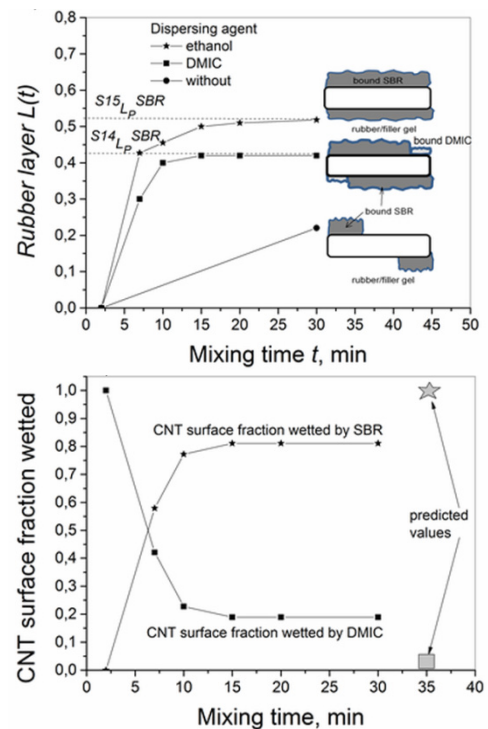 Dispersing agent
ethanol
DMIC
without
Rubber layer L(t)
0,8
0,7
0,6
0,5
0,4
0,3
0,2
0,1
0,0
S15LP SBR
S14LP SBR
bound SBR
rubber/filler gel
bound DMIC
bound SBR
rubber/filler gel
0 5 10 15 20 25 30 35 40 45 50
Mixing time t, min
CNT surface fraction wetted
1,0
0,9
0,8
0,7
0,6
0,5
0,4
0,3
0,2
0,1
0,0
CNT surface fraction wetted by SBR
predicted
values
CNT surface fraction wetted by DMIC
0 5 10 15 20 25 30 35 40
Mixing time, min